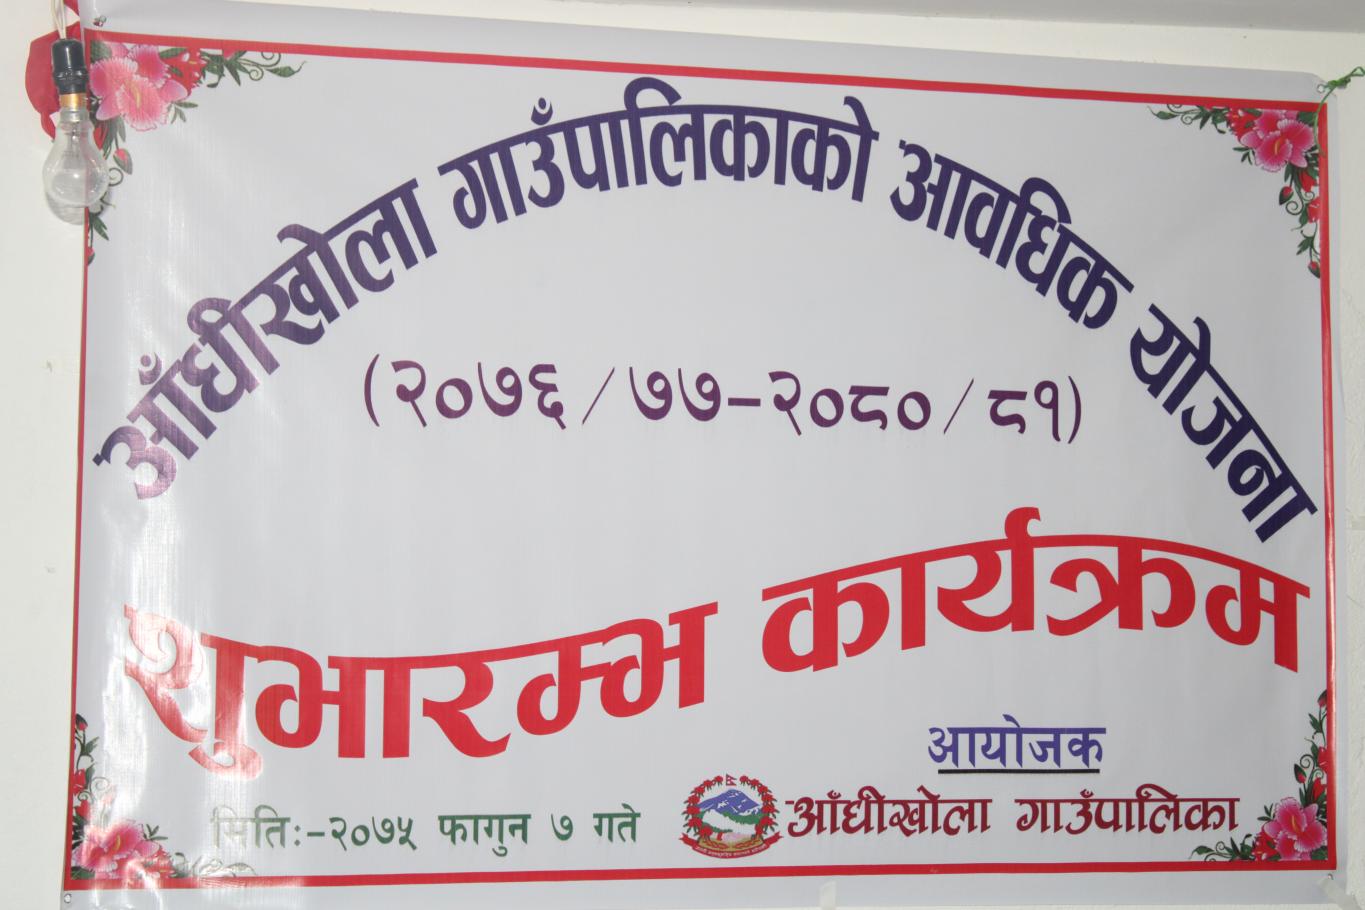 आँधीखोला गाउँपालिकाको आवधिक योजना
(२०७६/७७-२०८०/८१)
शुभारम्भ कार्यक्रम
आयोजक
आँधीखोला गाउँपालिका
मिति:-२०७५ फागुन ७ गते